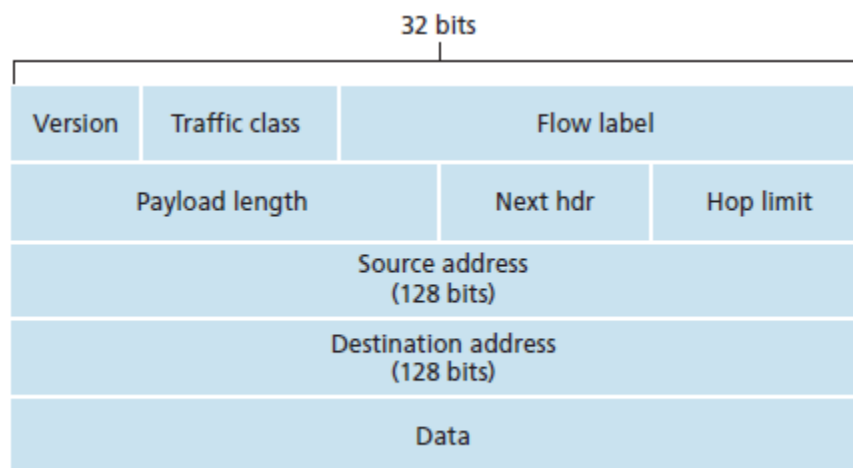 32 bits
Version Traffic class Flow label
Payload length Next hdr Hop limit
Source address
(128 bits)
Destination address
(128 bits)
Data